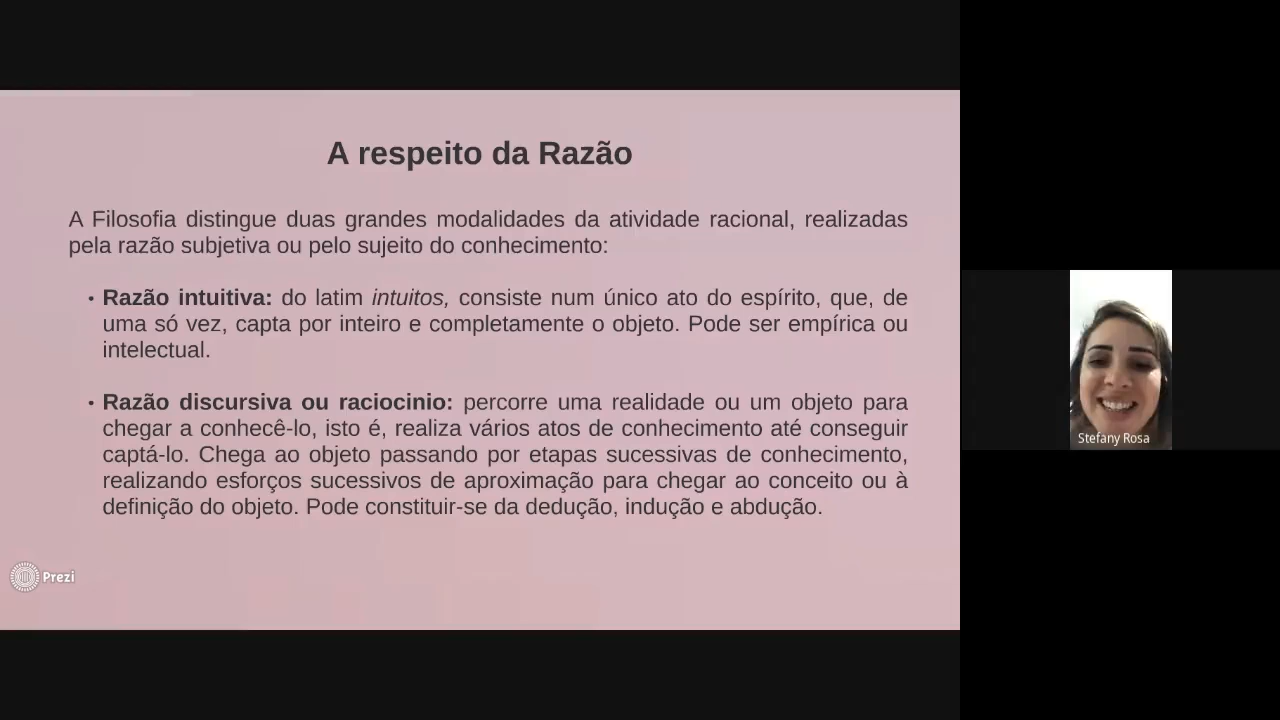 A respeito da Razão
A Filosofia distingue duas grandes modalidades da atividade racional, realizadas
pela razão subjetiva ou pelo sujeito do conhecimento:
• Razão intuitiva: do latim intuitos, consiste num único ato do espírito, que, de
uma só vez, capta por inteiro e completamente o objeto. Pode ser empírica ou
intelectual.
• Razão discursiva ou raciocinio: percorre uma realidade ou um objeto para
chegar a conhecê-lo, isto é, realiza vários atos de conhecimento até conseguir
captá-lo. Chega ao objeto passando por etapas sucessivas de conhecimento,
realizando esforços sucessivos de aproximação para chegar ao conceito ou à
definição do objeto. Pode constituir-se da dedução, indução e abdução.
Prezi
Stefany Rosa